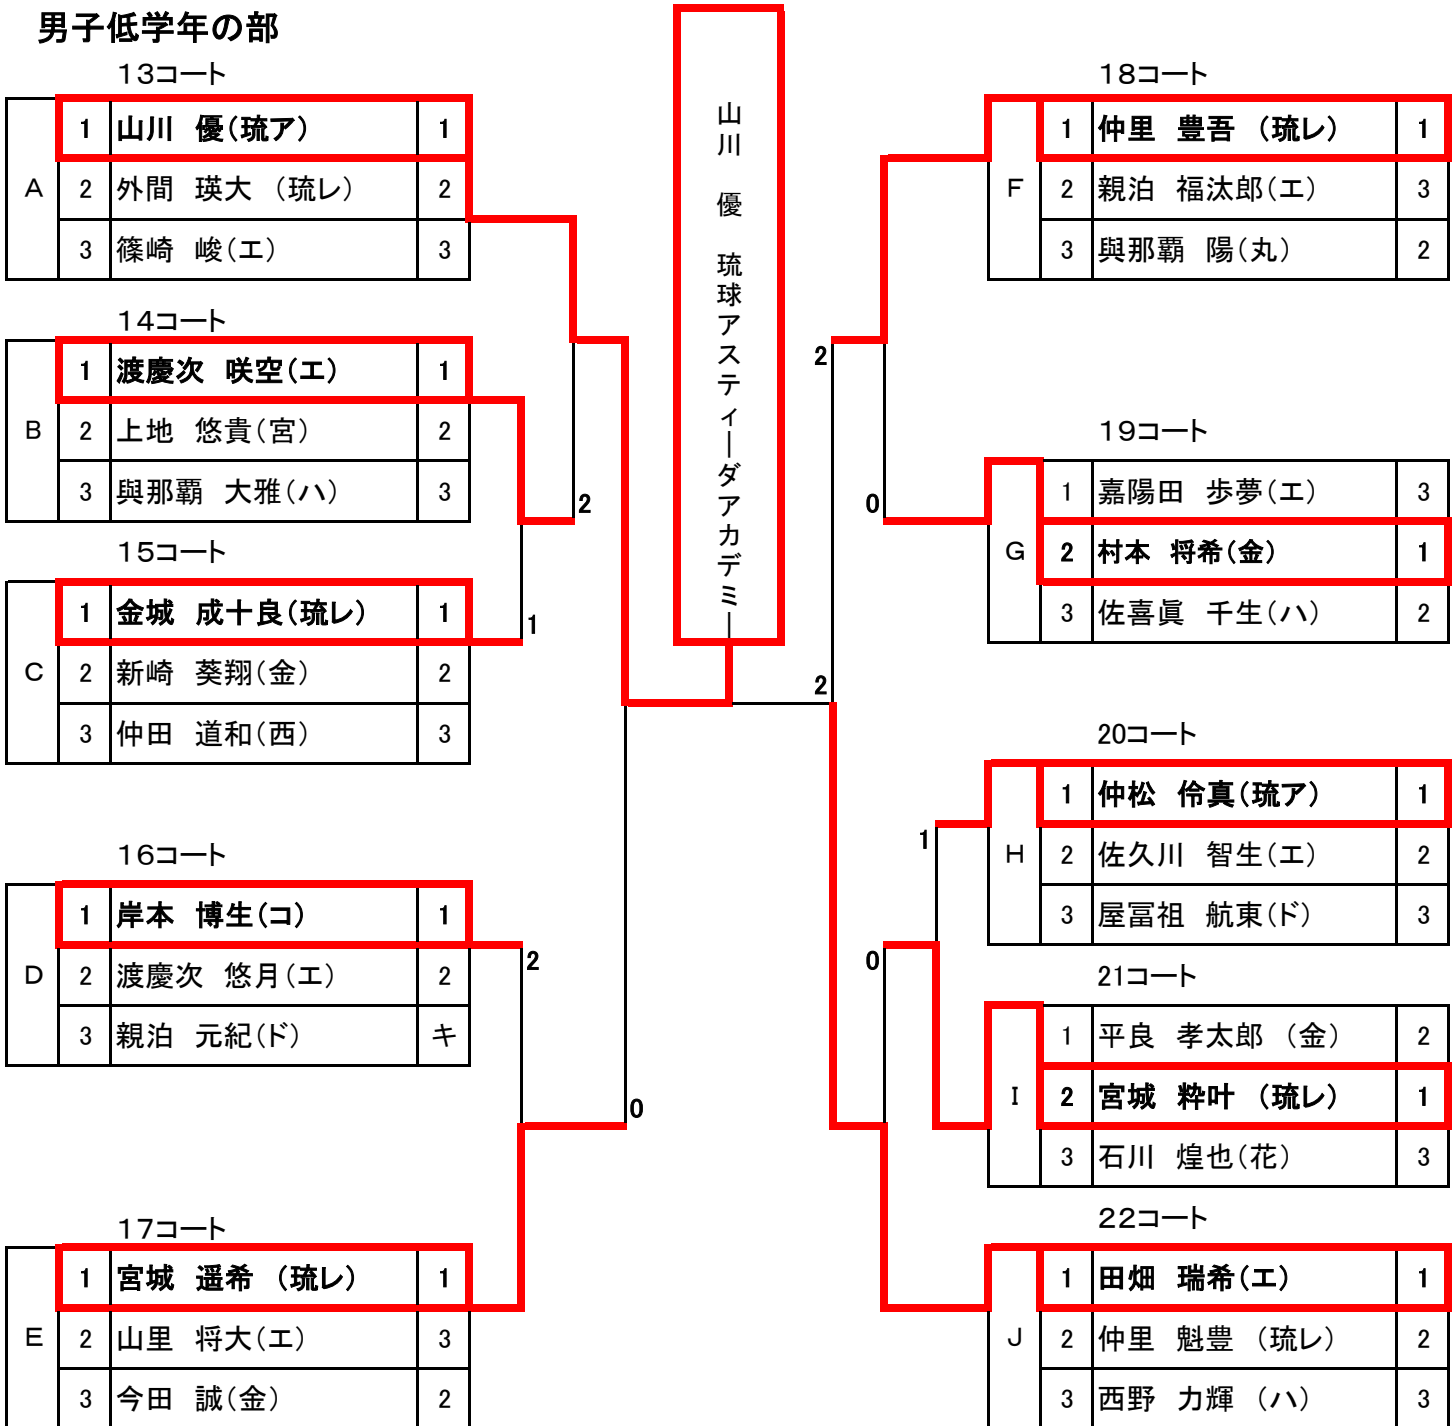 男子低学年の部
13コート
A
1 山川 優(琉ア) 1
2 外間 瑛大 (琉レ) 2
3 篠崎 峻(エ) 3
14コート
B
1 渡慶次 咲空(エ) 1
2 上地 悠貴(宮) 2
3 與那覇 大雅(ハ) 3
15コート
C
1 金城 成十良(琉レ) 1
2 新崎 葵翔(金) 2
3 仲田 道和(西) 3
16コート
D
1 岸本 博生(コ) 1
2 渡慶次 悠月(エ) 2
3 親泊 元紀(ド) キ
17コート
E
1 宮城 遥希 (琉レ) 1
2 山里 将大(エ) 3
3 今田 誠(金) 2
2
1
2
0
山川 優 琉球アスティーダアカデミー
2
0
2
1
0
18コート
F
1 仲里 豊吾 (琉レ) 1
2 親泊 福汰郎(エ) 3
3 與那覇 陽(丸) 2
19コート
G
1 嘉陽田 歩夢(エ) 3
2 村本 将希(金) 1
3 佐喜眞 千生(ハ) 2
20コート
H
1 仲松 伶真(琉ア) 1
2 佐久川 智生(エ) 2
3 屋冨祖 航東(ド) 3
21コート
I
1 平良 孝太郎 (金) 2
2 宮城 粋叶 (琉レ) 1
3 石川 煌也(花) 3
22コート
J
1 田畑 瑞希(エ) 1
2 仲里 魁豊 (琉レ) 2
3 西野 力輝 (ハ) 3